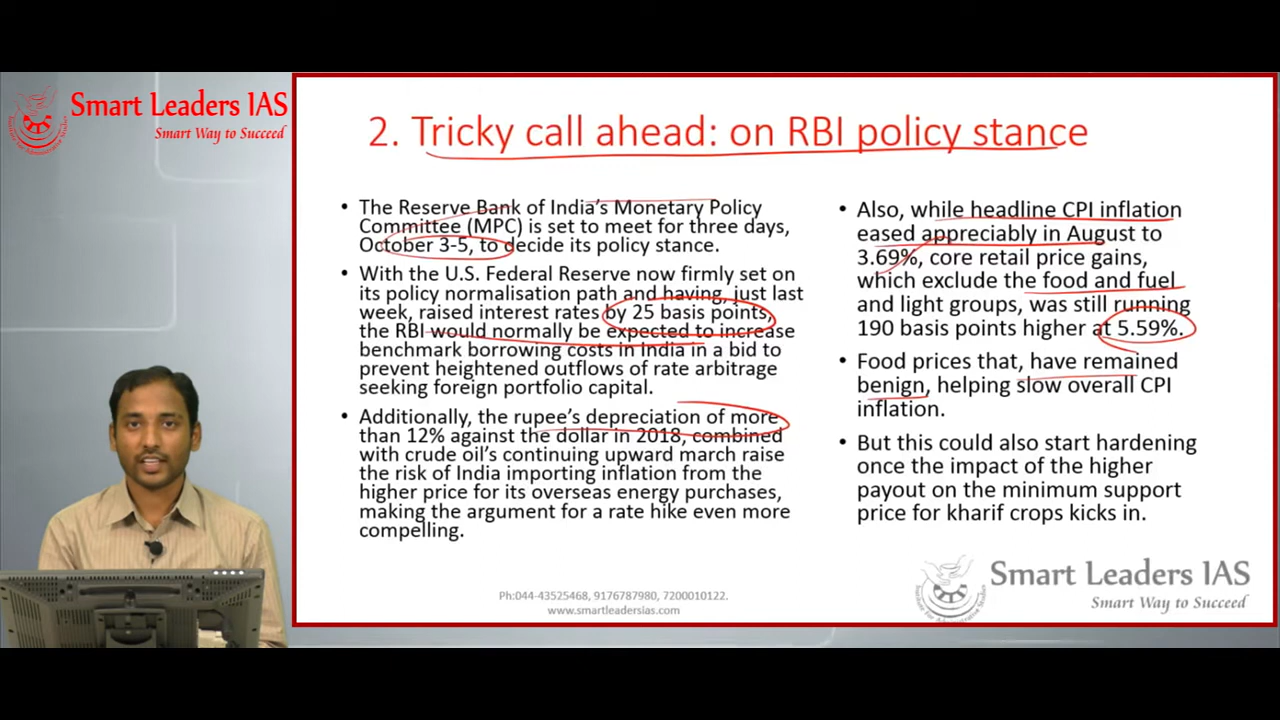 Smart Leaders IAS
Smart Way to Succeed
2. Tricky call ahead: on RBI policy stance
• The Reserve Bank of India's Monetary Policy
Committee (MPC) is set to meet for three days,
October 3-5, to decide its policy stance.
• With the U.S. Federal Reserve now firmly set on
its policy normalisation path and having, just last
week, raised interest rates by 25 basis points,
the RBI would normally be expected to increase
benchmark borrowing costs in India in a bid to
prevent heightened outflows of rate arbitrage
seeking foreign portfolio capital.
• Additionally, the rupee's depreciation of more
than 12% against the dollar in 2018, combined
with crude oil's continuing upward march raise
the risk of India importing inflation from the
higher price for its overseas energy purchases,
making the argument for a rate hike even more
compelling.
• Also, while headline CPI inflation
eased appreciably in August to
3.69%, core retail price gains,
which exclude the food and fuel
and light groups, was still running
190 basis points higher at 5.59%.
• Food prices that, have remained
benign, helping slow overall CPI
inflation.
• But this could also start hardening
once the impact of the higher
payout on the minimum support
price for kharif crops kicks in.
Ph:044-43525468, 9176787980, 7200010122.
www.smartleadersias.com
Smart Leaders IAS
Smart Way to Succeed